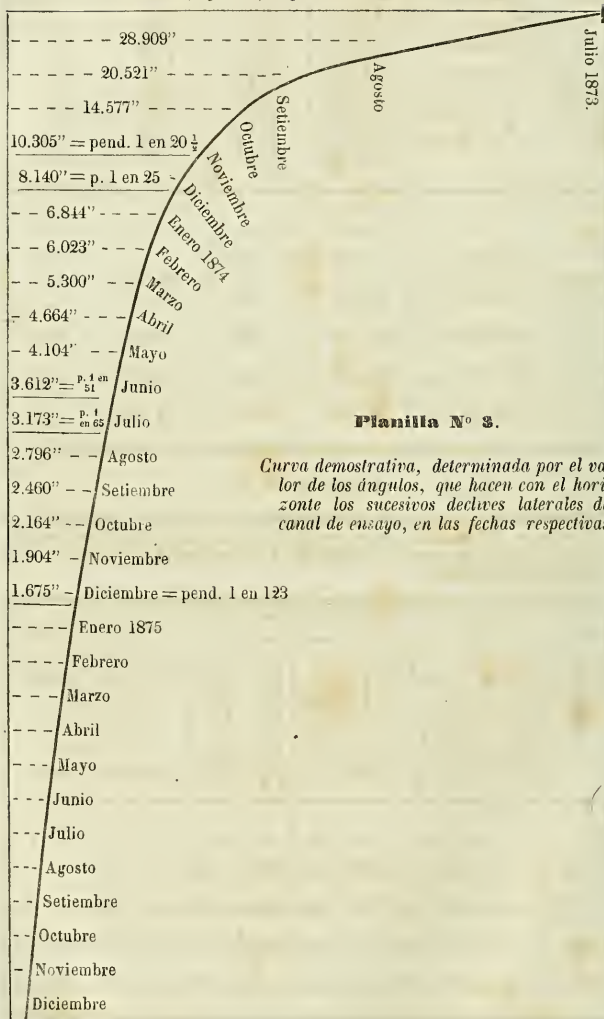 Julio 1873.
28.909”
Agosto
20.521”
Setiembre
14.577”
Octubre
10.305” = pend. 1 en 20 ½
Noviembre
8.140” = p. 1 en 25
Diciembre
6.844”
Enero 1874
6.023”
Febrero
5.300”
Marzo
4.664”
Abril
4.104”
Mayo
3.612” = p. 1 en 51
Junio
3.173” = p. 1 en 65
Julio
2.796”
Agosto
2.460”
Setiembre
2.164”
Octubre
1.904”
Noviembre
1.675”
Diciembre = pend. 1 en 123
Enero 1875
Febrero
Marzo
Abril
Mayo
Junio
Julio
Agosto
Setiembre
Octubre
Noviembre
Diciembre
Planilla Nº 3.
Curva demostrativa, determinada por el va
lor de los ángulos, que hacen con el hori
zonte los sucesivos declives laterales d
canal de ensayo, en las fechas respectiva